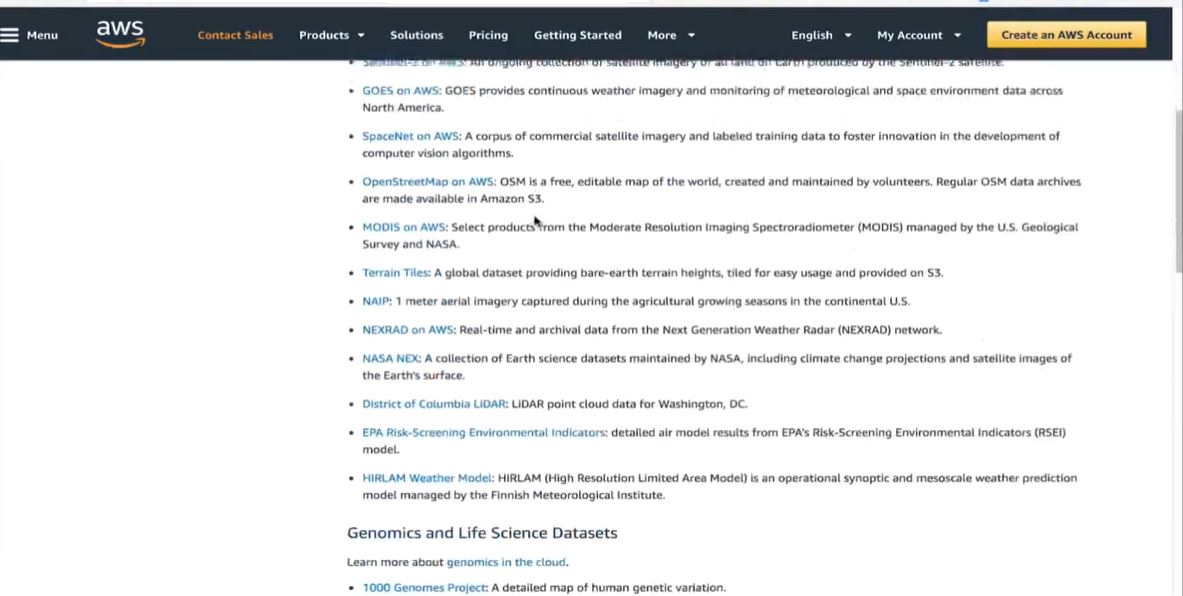 Menu
aws
Contact Sales
Products
Solutions
Pricing
Getting Started
More
English
My Account
Create an AWS Account
Sentinel-2 on AWS: An ongoing collection of satellite imagery of all land on Earth produced by the Sentinel-2 satellite.
GOES on AWS: GOES provides continuous weather imagery and monitoring of meteorological and space environment data across
North America.
SpaceNet on AWS: A corpus of commercial satellite imagery and labeled training data to foster innovation in the development of
computer vision algorithms.
OpenStreetMap on AWS: OSM is a free, editable map of the world, created and maintained by volunteers. Regular OSM data archives
are made available in Amazon S3.
MODIS on AWS: Select products from the Moderate Resolution Imaging Spectroradiometer (MODIS) managed by the U.S. Geological
Survey and NASA.
Terrain Tiles: A global dataset providing bare-earth terrain heights, tiled for easy usage and provided on S3.
NAIP: 1 meter aerial imagery captured during the agricultural growing seasons in the continental U.S.
NEXRAD on AWS: Real-time and archival data from the Next Generation Weather Radar (NEXRAD) network.
NASA NEX: A collection of Earth science datasets maintained by NASA, including climate change projections and satellite images of
the Earth's surface.
District of Columbia LiDAR: LiDAR point cloud data for Washington, DC.
EPA Risk-Screening Environmental Indicators: detailed air model results from EPA's Risk-Screening Environmental Indicators (RSEI)
model.
HIRLAM Weather Model: HIRLAM (High Resolution Limited Area Model) is an operational synoptic and mesoscale weather prediction
model managed by the Finnish Meteorological Institute.
Genomics and Life Science Datasets
Learn more about genomics in the cloud.
1000 Genomes Project: A detailed map of human genetic variation.